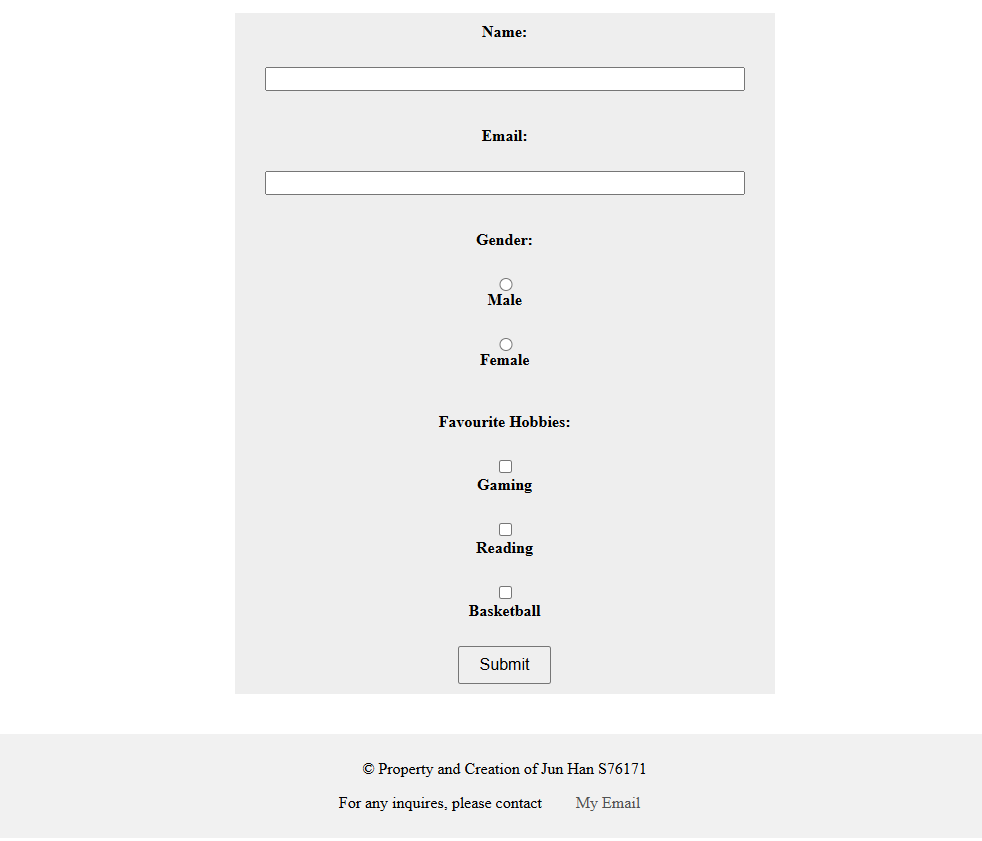 Name:
Email:
Gender:
Male
Female
Favourite Hobbies:
Gaming
Reading
Basketball
Submit
© Property and Creation of Jun Han S76171
For any inquires, please contact My Email